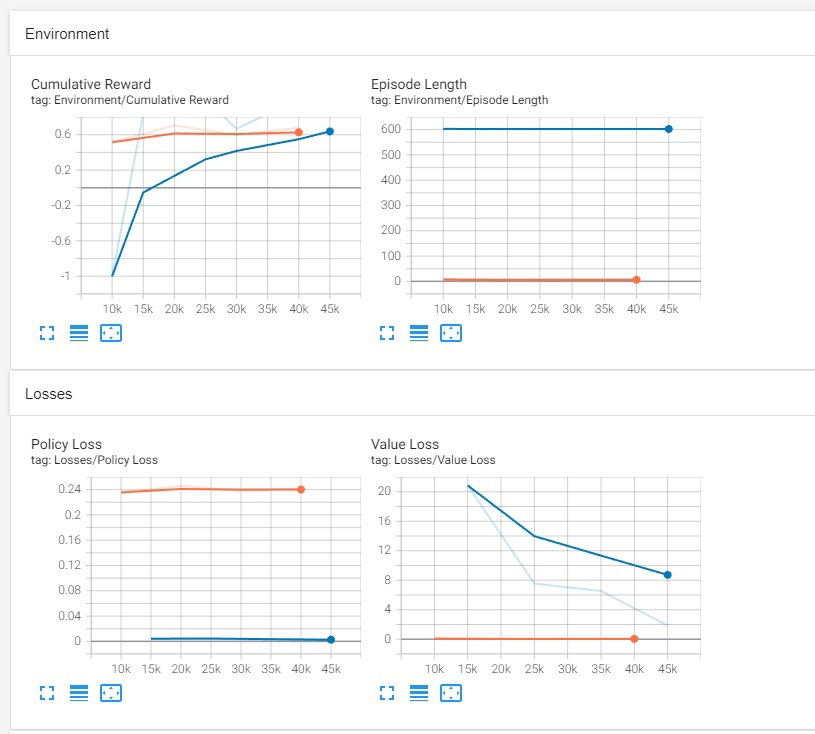 Environment
Cumulative Reward
tag: Environment/Cumulative Reward
0.6
0.2
-0.2
-0.6
-1
10k 15k 20k 25k 30k 35k 40k 45k
Episode Length
tag: Environment/Episode Length
600
500
400
300
200
100
0
10k 15k 20k 25k 30k 35k 40k 45k
Losses
Policy Loss
tag: Losses/Policy Loss
0.24
0.2
0.16
0.12
0.08
0.04
0
10k 15k 20k 25k 30k 35k 40k 45k
Value Loss
tag: Losses/Value Loss
20
16
12
8
4
0
10k 15k 20k 25k 30k 35k 40k 45k